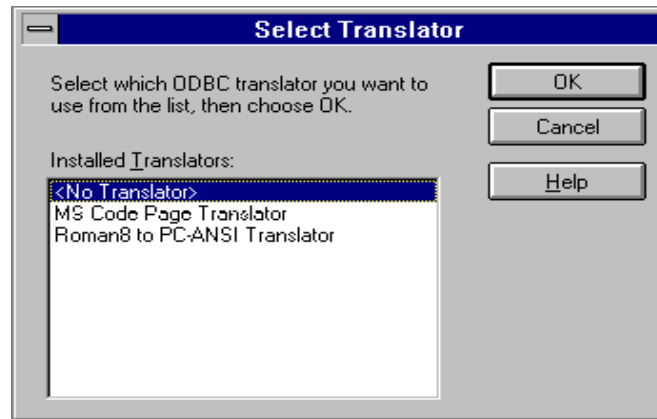 Select Translator
Select which ODBC translator you want to
use from the list, then choose OK.
OK
Cancel
Help
Installed Translators:
<No Translator>
MS Code Page Translator
Roman8 to PC-ANSI Translator